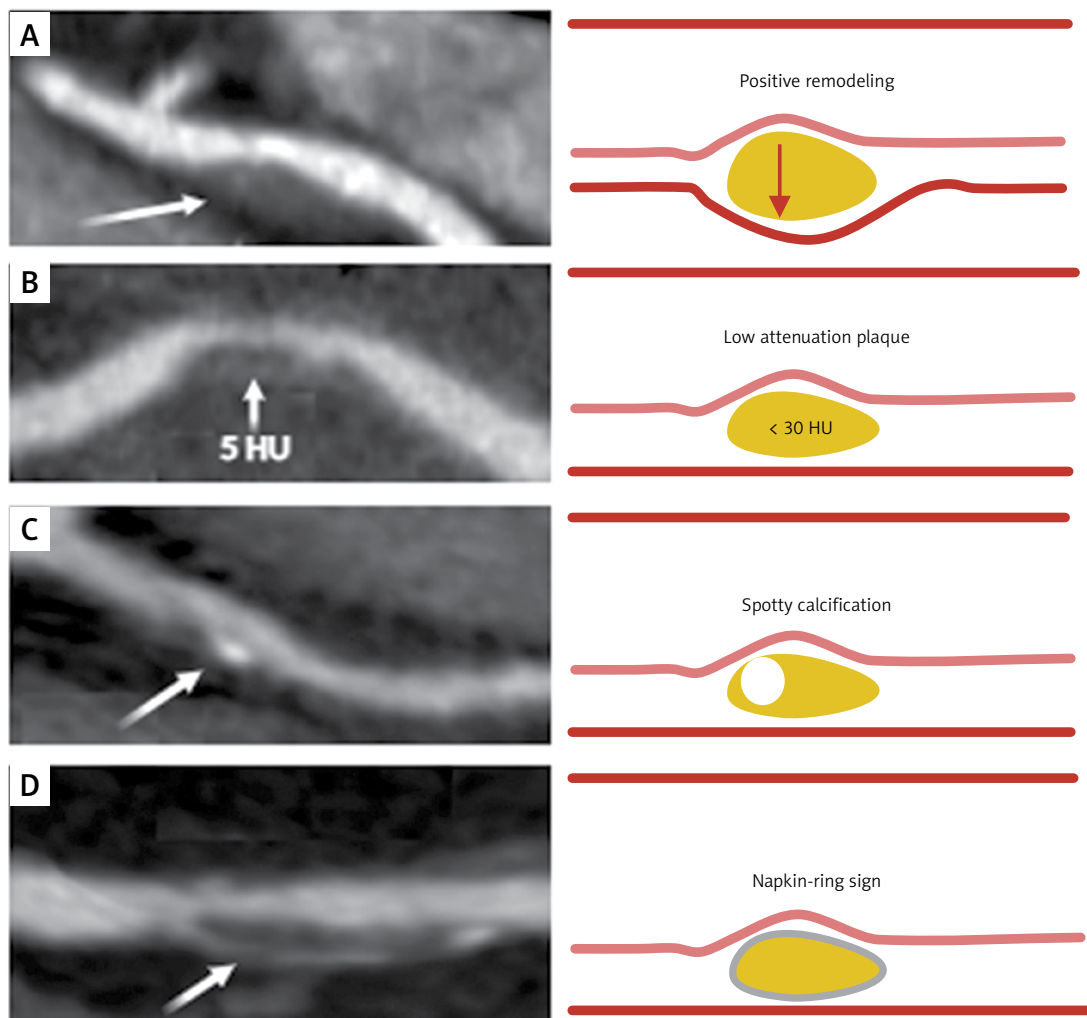 A
Positive remodeling
B
5 HU
Low attenuation plaque
< 30 HU
C
Spotty calcification
D
Napkin-ring sign